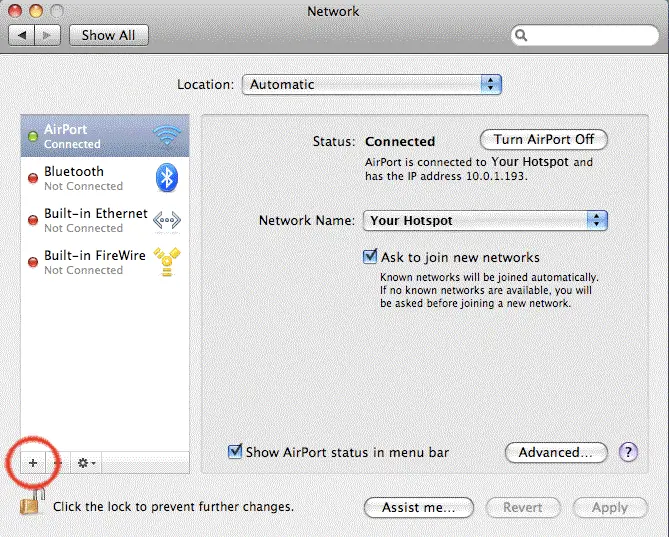 Network
Show All
Location: Automatic
AirPort
Connected
Bluetooth
Not Connected
Built-in Ethernet
Not Connected
Built-in FireWire
Not Connected
Status: Connected
Turn AirPort Off
AirPort is connected to Your Hotspot and
has the IP address 10.0.1.193.
Network Name: Your Hotspot
Ask to join new networks
Known networks will be joined automatically.
If no known networks are available, you will
be asked before joining a new network.
+ −
Show AirPort status in menu bar
Advanced...
?
Click the lock to prevent further changes.
Assist me...
Revert
Apply